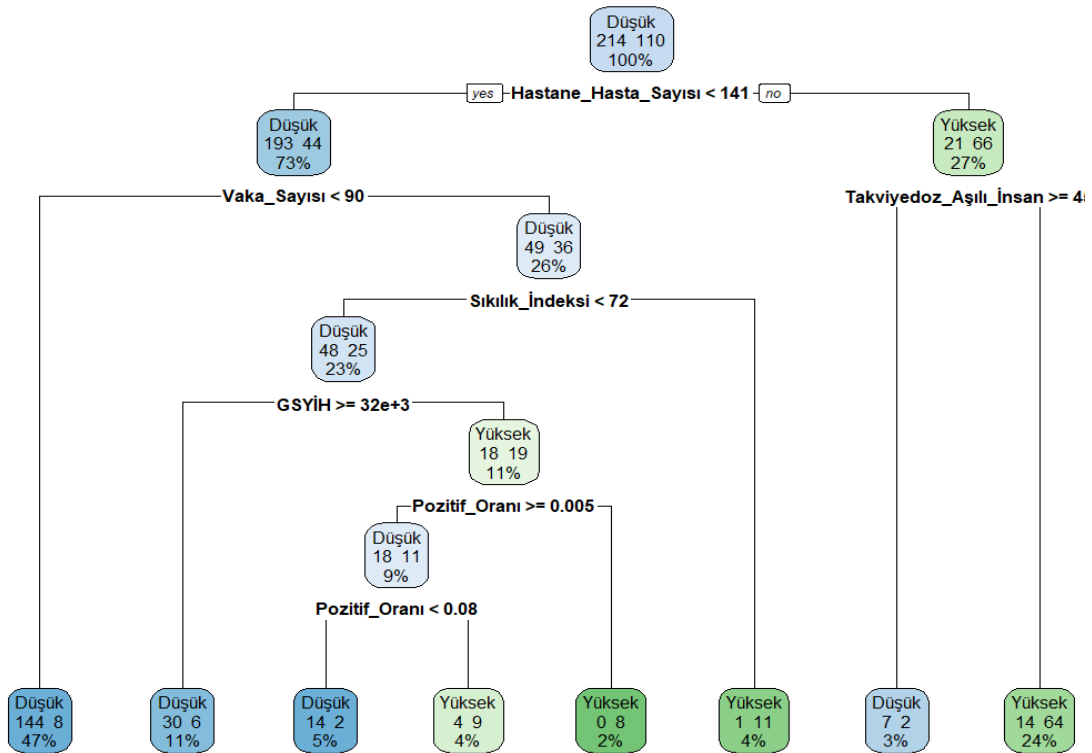 Düşük
214 110
100%
yes
Hastane_Hasta_Sayısı < 141
no
Düşük
193 44
73%
Yüksek
21 66
27%
Vaka_Sayısı < 90
Takviyedoz_Aşılı_İnsan >= 45
Düşük
49 36
26%
Sıkılık_İndeksi < 72
Düşük
48 25
23%
GSYİH >= 32e+3
Yüksek
18 19
11%
Pozitif_Oranı >= 0.005
Düşük
18 11
9%
Pozitif_Oranı < 0.08
Düşük
144 8
47%
Düşük
30 6
11%
Düşük
14 2
5%
Yüksek
4 9
4%
Yüksek
0 8
2%
Yüksek
1 11
4%
Düşük
7 2
3%
Yüksek
14 64
24%